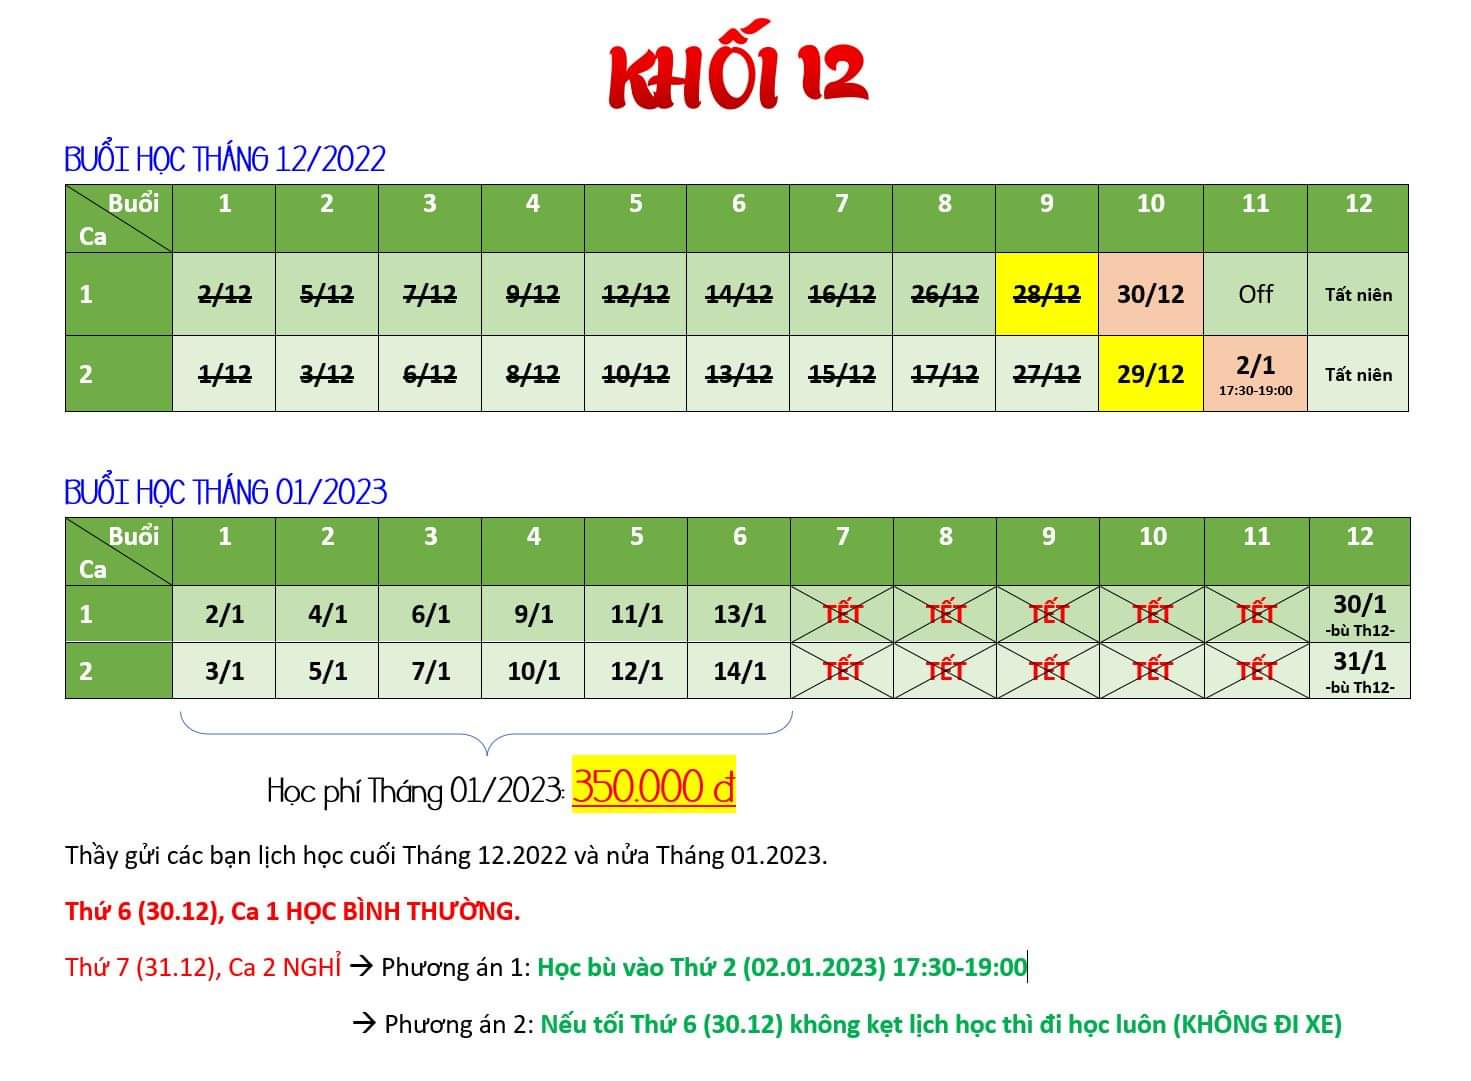 KHỐI 12
BUỔI HỌC THÁNG 12/2022
Buổi 1 2 3 4 5 6 7 8 9 10 11 12
Ca
1 2/12 5/12 7/12 9/12 12/12 14/12 16/12 26/12 28/12 30/12 Off Tất niên
2 1/12 3/12 6/12 8/12 10/12 13/12 15/12 17/12 27/12 29/12 2/1 Tất niên
17:30-19:00
BUỔI HỌC THÁNG 01/2023
Buổi 1 2 3 4 5 6 7 8 9 10 11 12
Ca
1 2/1 4/1 6/1 9/1 11/1 13/1 TẾT TẾT TẾT TẾT TẾT 30/1
-bù Th12-
2 3/1 5/1 7/1 10/1 12/1 14/1 TẾT TẾT TẾT TẾT TẾT 31/1
-bù Th12-
Học phí Tháng 01/2023: 350.000 đ
Thầy gửi các bạn lịch học cuối Tháng 12.2022 và nửa Tháng 01.2023.
Thứ 6 (30.12), Ca 1 HỌC BÌNH THƯỜNG.
Thứ 7 (31.12), Ca 2 NGHỈ → Phương án 1: Học bù vào Thứ 2 (02.01.2023) 17:30-19:00
→ Phương án 2: Nếu tối Thứ 6 (30.12) không kẹt lịch học thì đi học luôn (KHÔNG ĐI XE)